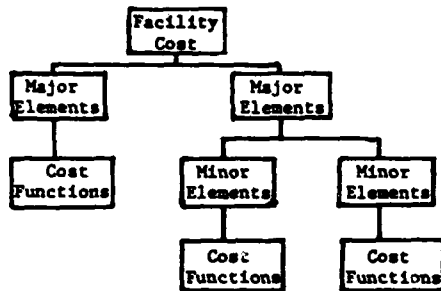 Facility
Cost
Major
Elements
Major
Elements
Cost
Functions
Minor
Elements
Minor
Elements
Cost
Functions
Cost
Functions